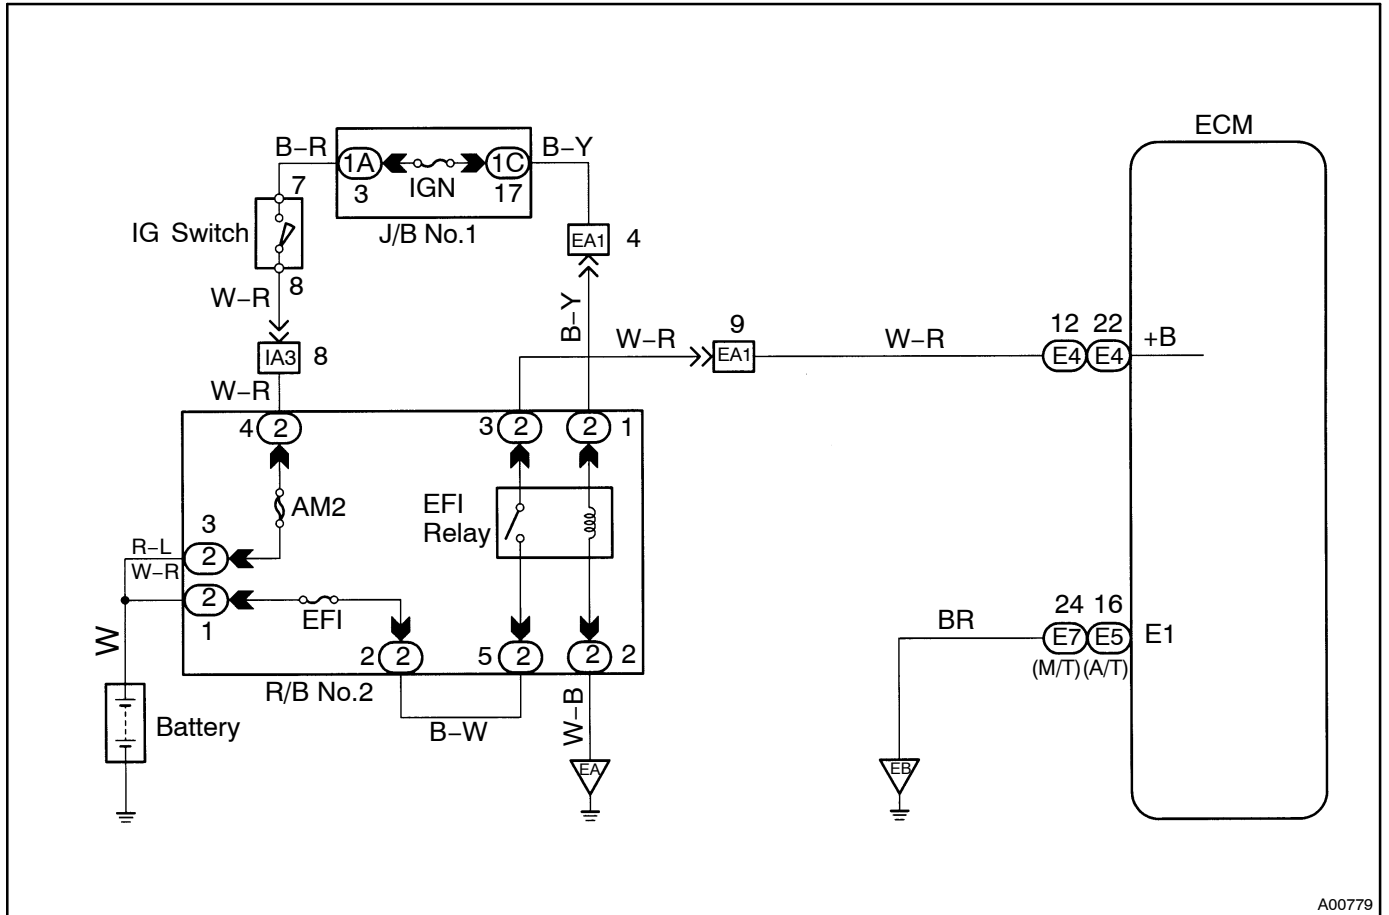 ECM
B–R
1A
1C
B–Y
IGN
7
3
17
IG Switch
J/B No.1
EA1
4
8
W–R
B–Y
IA3
8
W–R
9
EA1
W–R
12
22
E4
E4
+B
W–R
4
2
3
2
2
1
AM2
EFI
Relay
3
R–L
2
W–R
2
1
EFI
2
2
5
2
2
2
R/B No.2
W
Battery
B–W
W–B
EA
BR
24
16
E7
E5
E1
(M/T)
(A/T)
EB
A00779